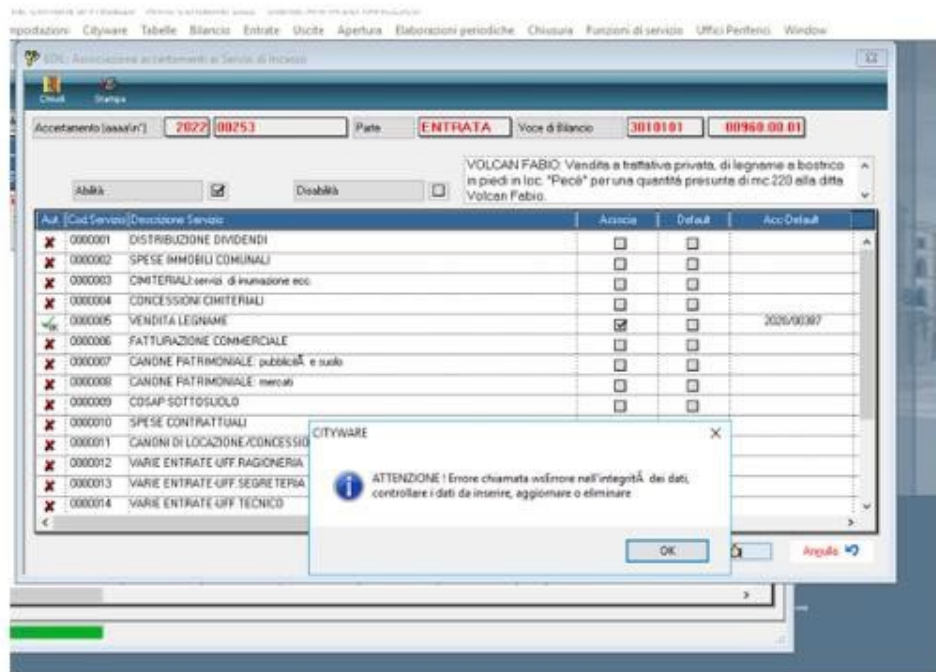 Cityware Tabelle Bilancio Entrate Uscite Apertura Elaborazioni periodiche Chiusura Funzioni di servizio Uffici Periferici Window
Associazione accertamenti ai Servizi di Incasso
Chiudi Stampa
Accertamento (aaaa\n°) 2022 00253 Parte ENTRATA Voce di Bilancio 3010101 00960.00.01
VOLCAN FABIO: Vendita a trattativa privata, di legname a bostrico
in piedi in loc. "Pecè" per una quantità presunta di mc.220 alla ditta
Volcan Fabio.
Abilita Disabilita
Aut. Cod.Servizio Descrizione Servizio Associa Default Acc.Default
0000001 DISTRIBUZIONE DIVIDENDI
0000002 SPESE IMMOBILI COMUNALI
0000003 CIMITERIALI:servizi di inumazione ecc.
0000004 CONCESSIONI CIMITERIALI
OK 0000005 VENDITA LEGNAME 2020/00387
0000006 FATTURAZIONE COMMERCIALE
0000007 CANONE PATRIMONIALE: pubblicitÃ e suolo
0000008 CANONE PATRIMONIALE: mercati
0000009 COSAP SOTTOSUOLO
0000010 SPESE CONTRATTUALI
0000011 CANONI DI LOCAZIONE/CONCESSIO
0000012 VARIE ENTRATE-UFF.RAGIONERIA
0000013 VARIE ENTRATE-UFF.SEGRETERIA
0000014 VARIE ENTRATE-UFF TECNICO
CITYWARE
ATTENZIONE ! Errore chiamata wsErrore nell'integritÃ dei dati,
controllare i dati da inserire, aggiornare o eliminare
OK
Annulla